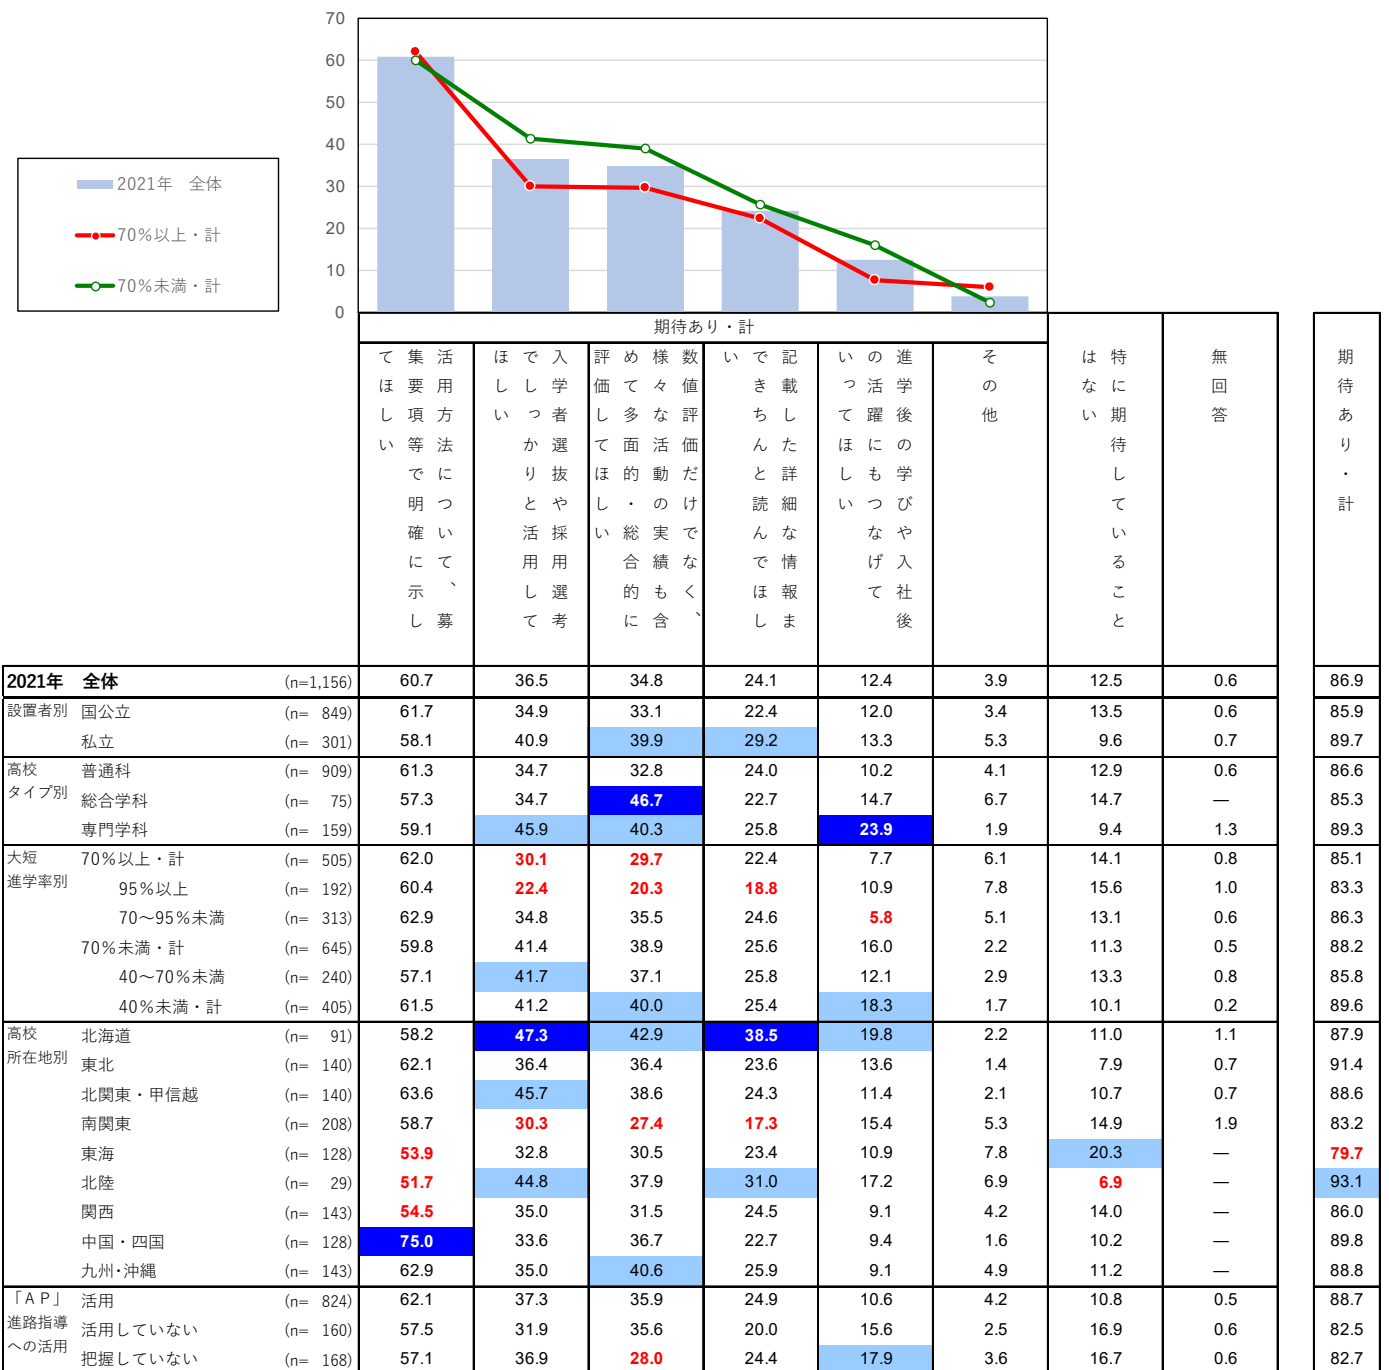 70
60
50
40
30
20
10
0
2021年　全体
70%以上・計
70%未満・計
期待あり・計
活用方法について、募
集要項等で明確に示し
てほしい
入学者選抜や採用選考
でしっかりと活用して
ほしい
数値評価だけでなく、
様々な活動の実績も含
めて多面的・総合的に
評価してほしい
記載した詳細な情報ま
できちんと読んでほし
い
進学後の学びや入社後
の活躍にもつなげて
いってほしい
その他
特に期待していること
はない
無回答
期待あり・計
2021年　全体 (n=1,156) 60.7 36.5 34.8 24.1 12.4 3.9 12.5 0.6 86.9
設置者別 国公立 (n= 849) 61.7 34.9 33.1 22.4 12.0 3.4 13.5 0.6 85.9
私立 (n= 301) 58.1 40.9 39.9 29.2 13.3 5.3 9.6 0.7 89.7
高校 普通科 (n= 909) 61.3 34.7 32.8 24.0 10.2 4.1 12.9 0.6 86.6
タイプ別 総合学科 (n= 75) 57.3 34.7 46.7 22.7 14.7 6.7 14.7 — 85.3
専門学科 (n= 159) 59.1 45.9 40.3 25.8 23.9 1.9 9.4 1.3 89.3
大短 70%以上・計 (n= 505) 62.0 30.1 29.7 22.4 7.7 6.1 14.1 0.8 85.1
進学率別 95%以上 (n= 192) 60.4 22.4 20.3 18.8 10.9 7.8 15.6 1.0 83.3
70〜95%未満 (n= 313) 62.9 34.8 35.5 24.6 5.8 5.1 13.1 0.6 86.3
70%未満・計 (n= 645) 59.8 41.4 38.9 25.6 16.0 2.2 11.3 0.5 88.2
40〜70%未満 (n= 240) 57.1 41.7 37.1 25.8 12.1 2.9 13.3 0.8 85.8
40%未満・計 (n= 405) 61.5 41.2 40.0 25.4 18.3 1.7 10.1 0.2 89.6
高校 北海道 (n= 91) 58.2 47.3 42.9 38.5 19.8 2.2 11.0 1.1 87.9
所在地別 東北 (n= 140) 62.1 36.4 36.4 23.6 13.6 1.4 7.9 0.7 91.4
北関東・甲信越 (n= 140) 63.6 45.7 38.6 24.3 11.4 2.1 10.7 0.7 88.6
南関東 (n= 208) 58.7 30.3 27.4 17.3 15.4 5.3 14.9 1.9 83.2
東海 (n= 128) 53.9 32.8 30.5 23.4 10.9 7.8 20.3 — 79.7
北陸 (n= 29) 51.7 44.8 37.9 31.0 17.2 6.9 6.9 — 93.1
関西 (n= 143) 54.5 35.0 31.5 24.5 9.1 4.2 14.0 — 86.0
中国・四国 (n= 128) 75.0 33.6 36.7 22.7 9.4 1.6 10.2 — 89.8
九州・沖縄 (n= 143) 62.9 35.0 40.6 25.9 9.1 4.9 11.2 — 88.8
「AP」 活用 (n= 824) 62.1 37.3 35.9 24.9 10.6 4.2 10.8 0.5 88.7
進路指導 活用していない (n= 160) 57.5 31.9 35.6 20.0 15.6 2.5 16.9 0.6 82.5
への活用 把握していない (n= 168) 57.1 36.9 28.0 24.4 17.9 3.6 16.7 0.6 82.7